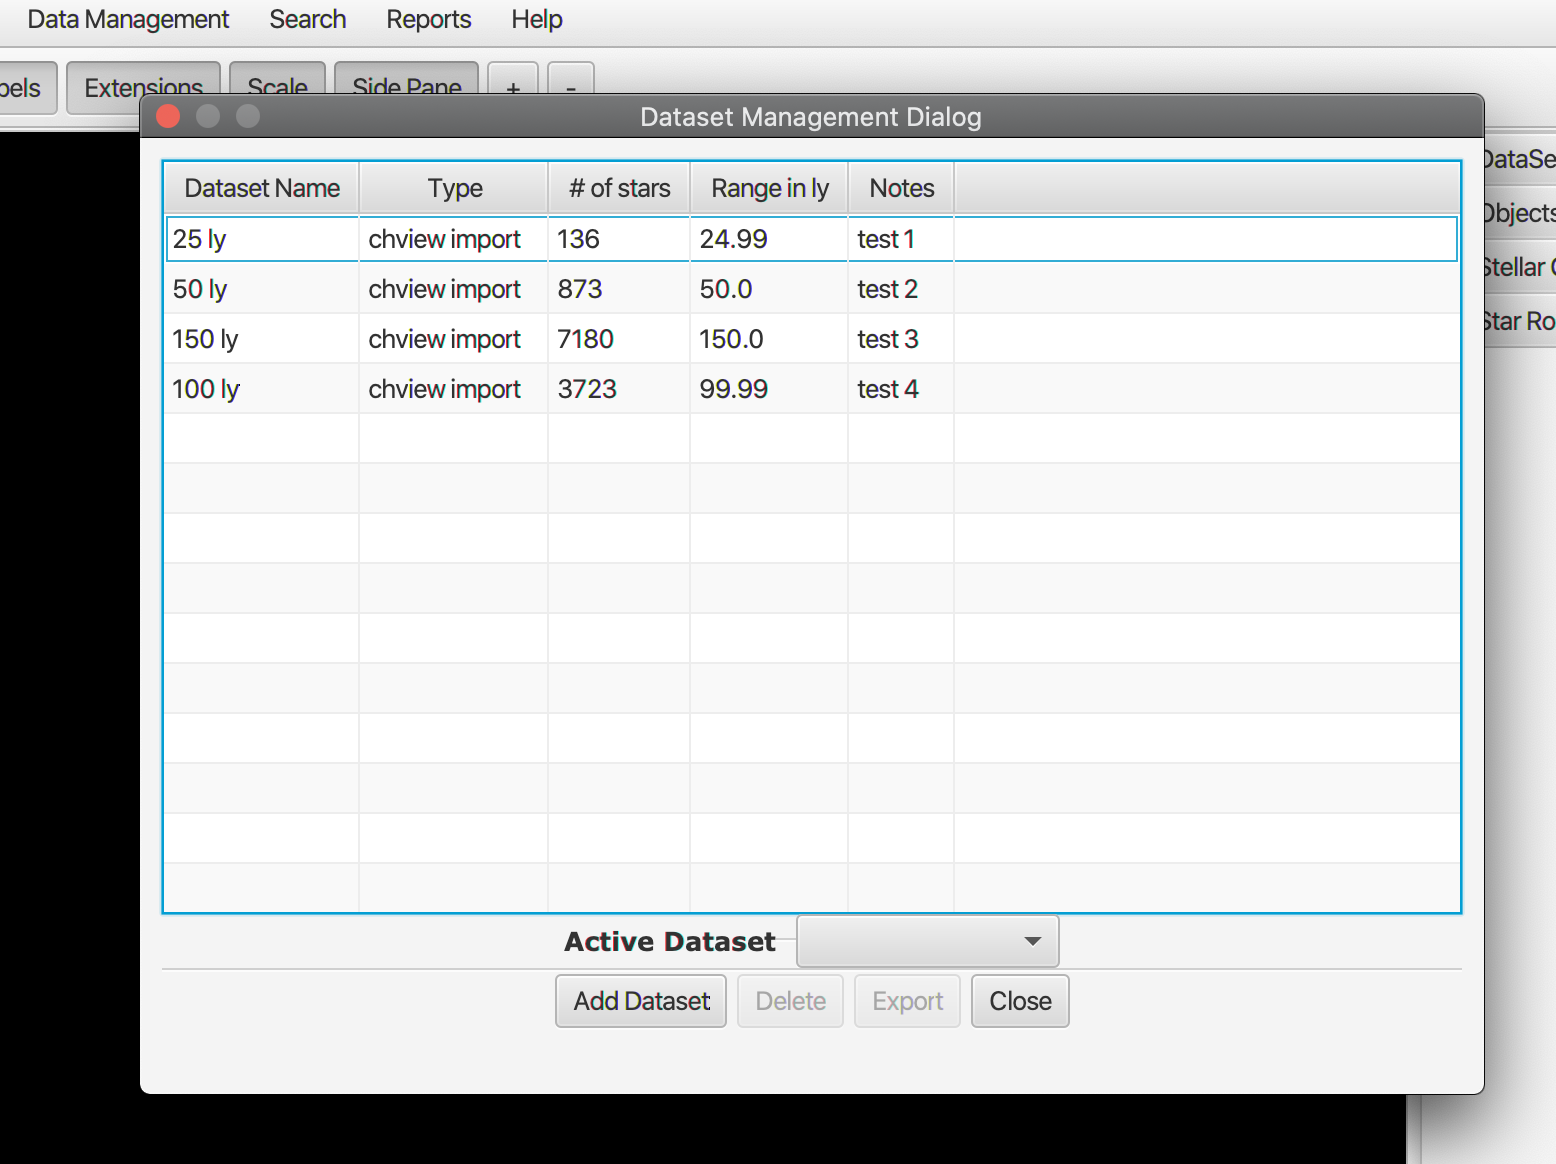 Data Management Search Reports Help
Extensions Scale Side Pane + -
Dataset Management Dialog
Dataset Name Type # of stars Range in ly Notes
25 ly chview import 136 24.99 test 1
50 ly chview import 873 50.0 test 2
150 ly chview import 7180 150.0 test 3
100 ly chview import 3723 99.99 test 4
Active Dataset
Add Dataset Delete Export Close
Objects
Stellar
Star